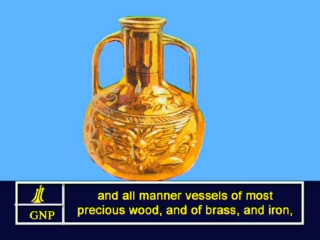 and all manner vessels of most
precious wood, and of brass, and iron,
GNP